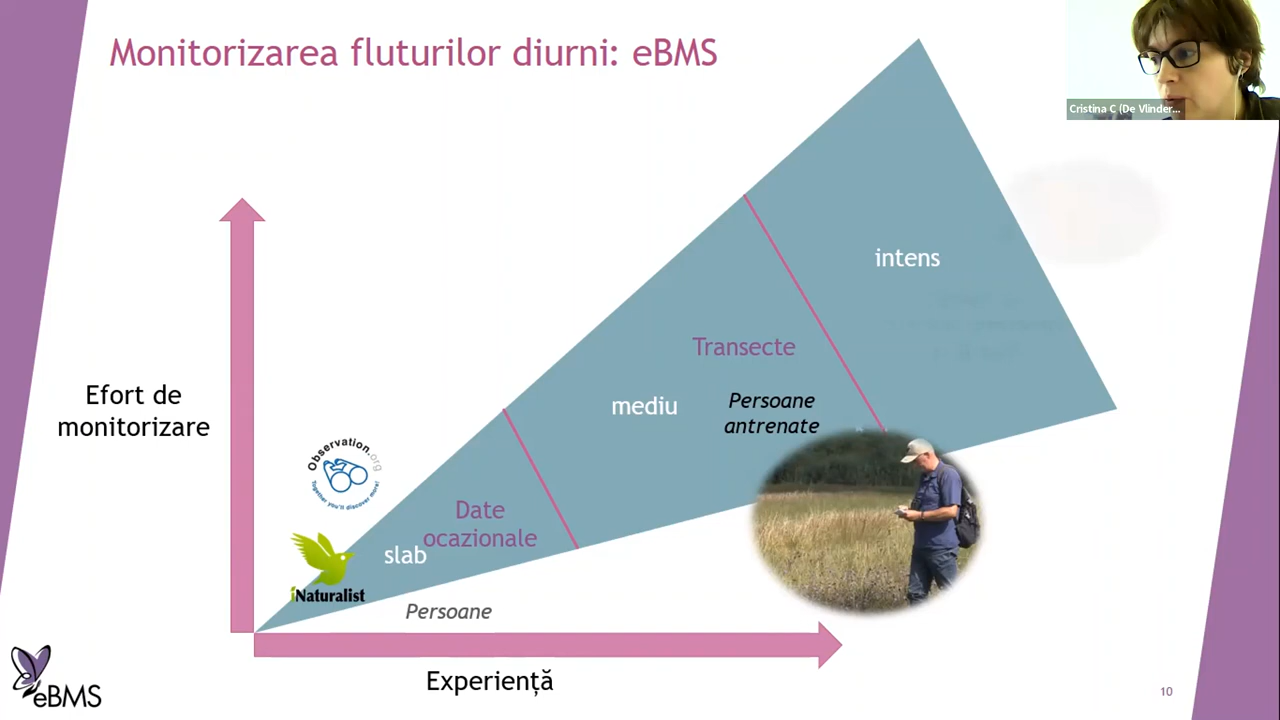 Monitorizarea fluturilor diurni: eBMS
Cristina C (De Vlinder...
intens
Transecte
Efort de
monitorizare
mediu
Persoane
antrenate
Observation.org
Together you'll discover more!
Date
ocazionale
slab
iNaturalist
Persoane
Experiență
eBMS
10